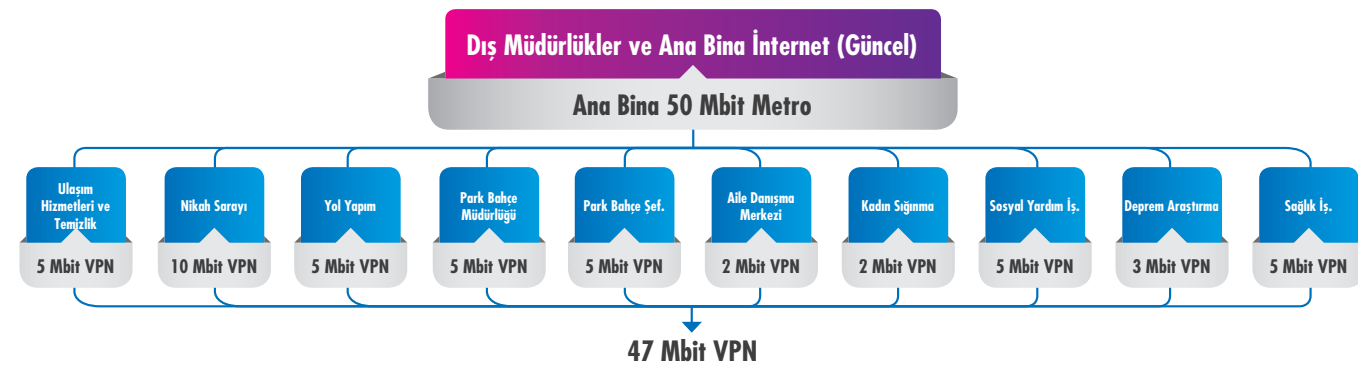 Dış Müdürlükler ve Ana Bina İnternet (Güncel)
Ana Bina 50 Mbit Metro
Ulaşım
Hizmetleri ve
Temizlik
5 Mbit VPN
Nikah Sarayı
10 Mbit VPN
Yol Yapım
5 Mbit VPN
Park Bahçe
Müdürlüğü
5 Mbit VPN
Park Bahçe Şef.
5 Mbit VPN
Aile Danışma
Merkezi
2 Mbit VPN
Kadın Sığınma
2 Mbit VPN
Sosyal Yardım İş.
5 Mbit VPN
Deprem Araştırma
3 Mbit VPN
Sağlık İş.
5 Mbit VPN
47 Mbit VPN